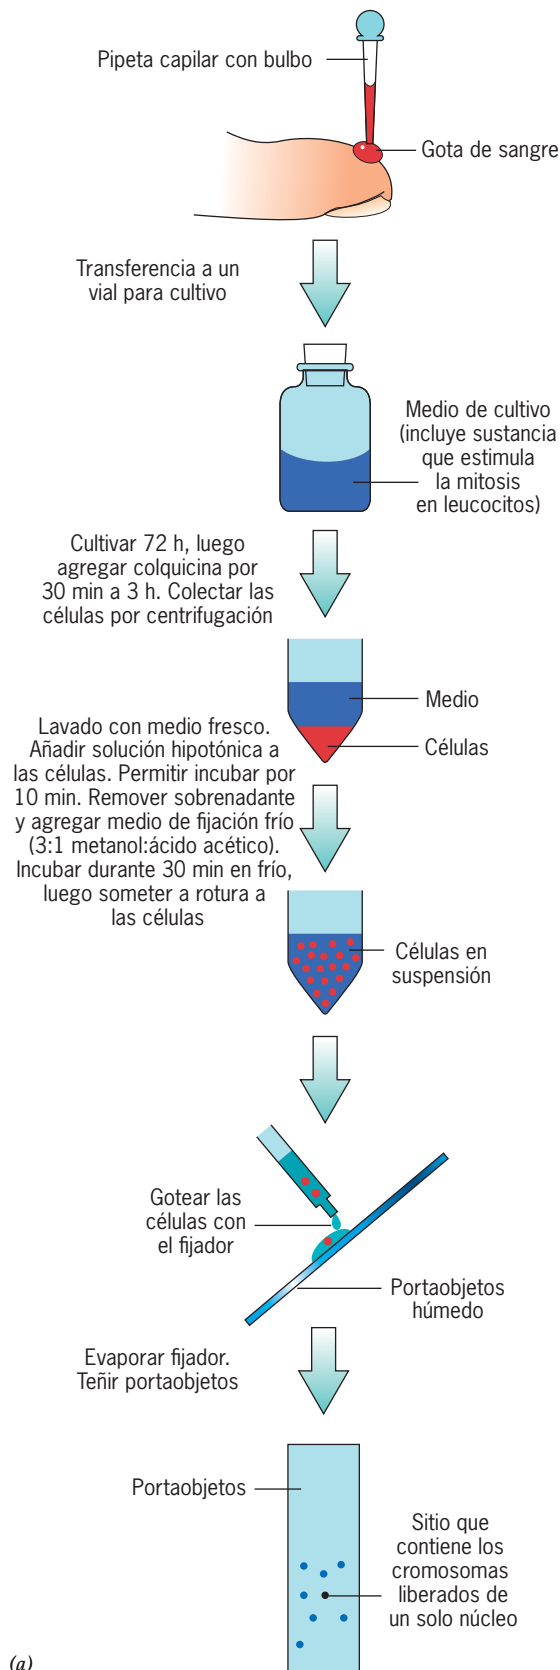 Pipeta capilar con bulbo
Gota de sangre
Transferencia a un
vial para cultivo
Medio de cultivo
(incluye sustancia
que estimula
la mitosis
en leucocitos)
Cultivar 72 h, luego
agregar colquicina por
30 min a 3 h. Colectar las
células por centrifugación
Medio
Células
Lavado con medio fresco.
Añadir solución hipotónica a
las células. Permitir incubar por
10 min. Remover sobrenadante
y agregar medio de fijación frío
(3:1 metanol:ácido acético).
Incubar durante 30 min en frío,
luego someter a rotura a
las células
Células en
suspensión
Gotear las
células con
el fijador
Portaobjetos
húmedo
Evaporar fijador.
Teñir portaobjetos
Portaobjetos
Sitio que
contiene los
cromosomas
liberados de
un solo núcleo
(a)